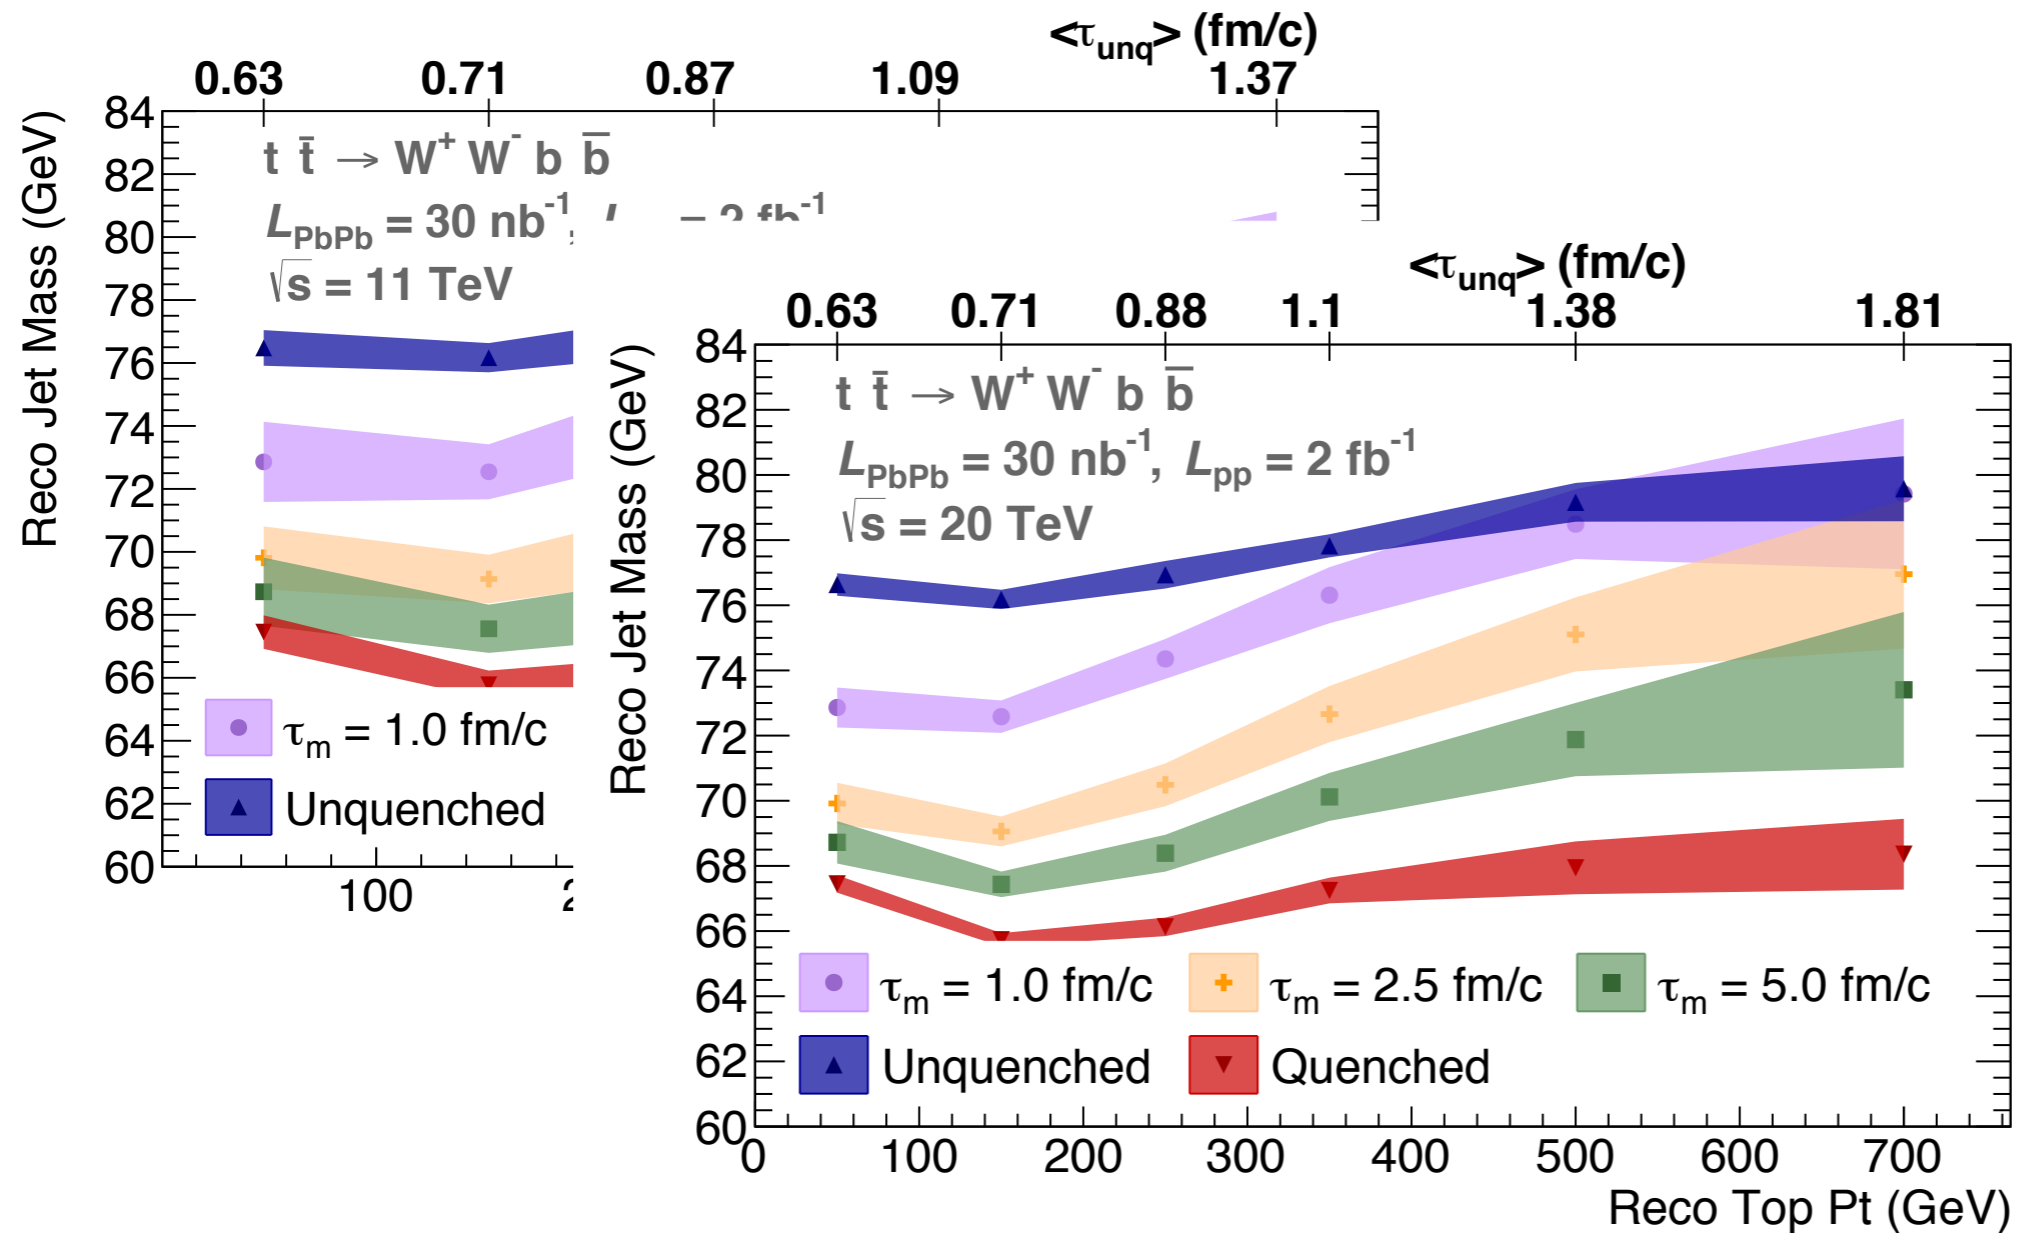 <τunq> (fm/c)
0.63 0.71 0.87 1.09 1.37
Reco Jet Mass (GeV)
84
82
80
78
76
74
72
70
68
66
64
62
60
t t̄ → W⁺ W⁻ b b̄
LPbPb = 30 nb⁻¹, = 2 fb⁻¹
√s = 11 TeV
τm = 1.0 fm/c
Unquenched
100
<τunq> (fm/c)
0.63 0.71 0.88 1.1 1.38 1.81
Reco Jet Mass (GeV)
84
82
80
78
76
74
72
70
68
66
64
62
60
t t̄ → W⁺ W⁻ b b̄
LPbPb = 30 nb⁻¹, Lpp = 2 fb⁻¹
√s = 20 TeV
τm = 1.0 fm/c τm = 2.5 fm/c τm = 5.0 fm/c
Unquenched Quenched
0 100 200 300 400 500 600 700
Reco Top Pt (GeV)